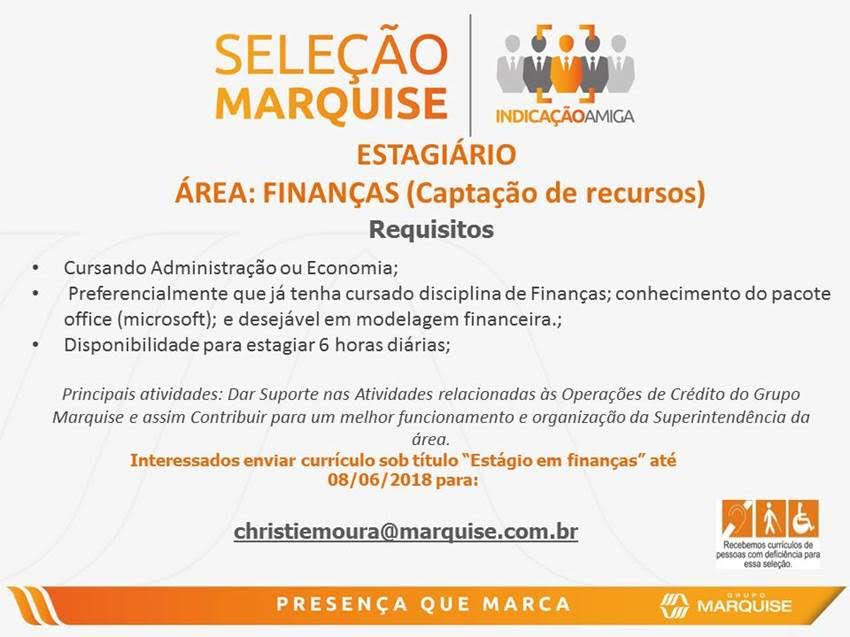 SELEÇÃO
MARQUISE
INDICAÇÃOAMIGA
ESTAGIÁRIO
ÁREA: FINANÇAS (Captação de recursos)
Requisitos
• Cursando Administração ou Economia;
• Preferencialmente que já tenha cursado disciplina de Finanças; conhecimento do pacote
office (microsoft); e desejável em modelagem financeira.;
• Disponibilidade para estagiar 6 horas diárias;
Principais atividades: Dar Suporte nas Atividades relacionadas às Operações de Crédito do Grupo
Marquise e assim Contribuir para um melhor funcionamento e organização da Superintendência da
área.
Interessados enviar currículo sob título “Estágio em finanças” até
08/06/2018 para:
christiemoura@marquise.com.br
Recebemos currículos de
pessoas com deficiência para
essa seleção.
PRESENÇA QUE MARCA
GRUPO
MARQUISE